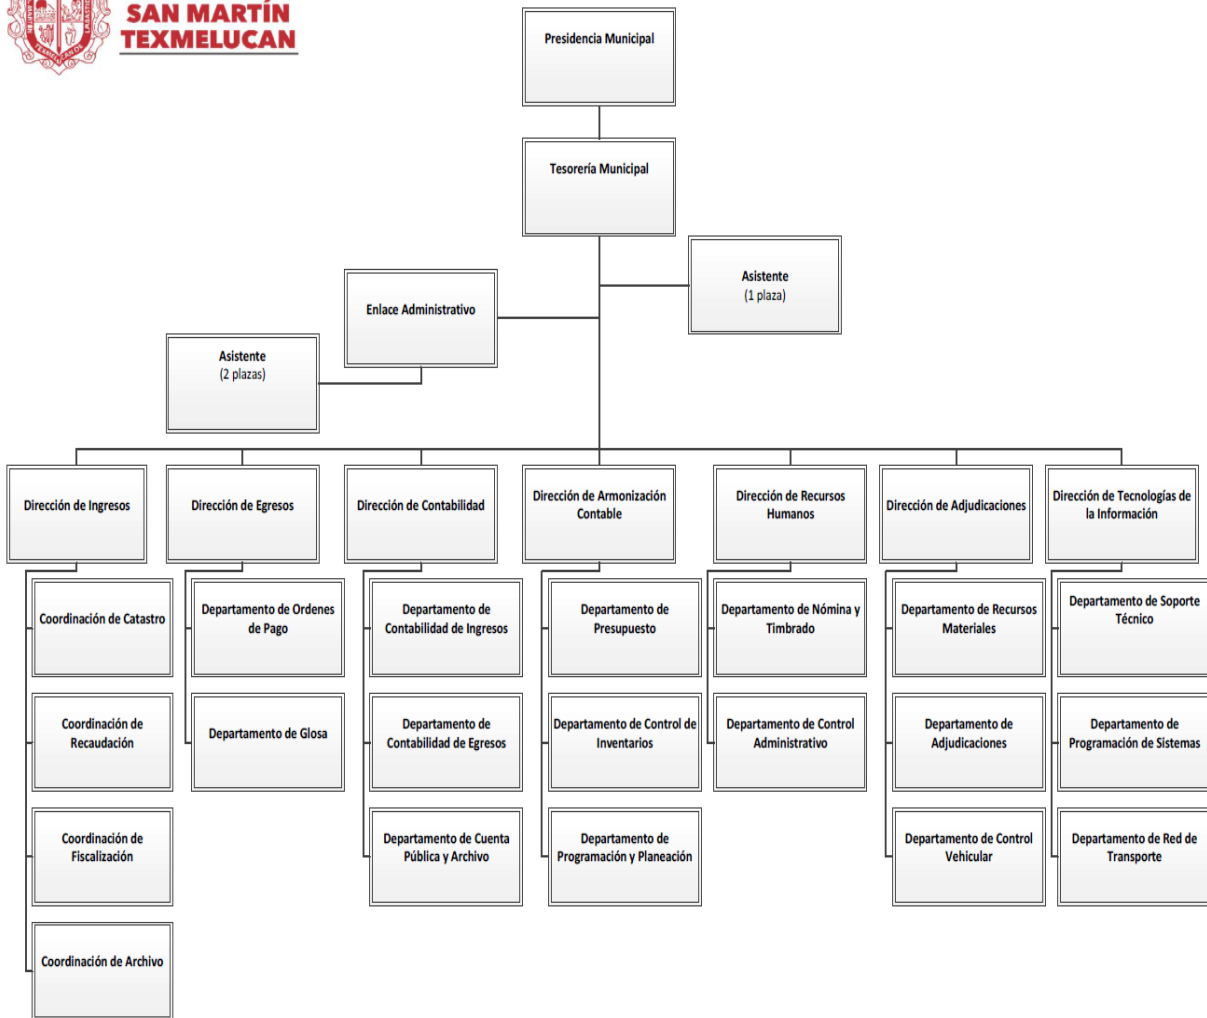 SAN MARTÍN
TEXMELUCAN
Presidencia Municipal
Tesorería Municipal
Asistente
(1 plaza)
Enlace Administrativo
Asistente
(2 plazas)
Dirección de Ingresos
Dirección de Egresos
Dirección de Contabilidad
Dirección de Armonización
Contable
Dirección de Recursos
Humanos
Dirección de Adjudicaciones
Dirección de Tecnologías de
la Información
Coordinación de Catastro
Departamento de Ordenes
de Pago
Departamento de
Contabilidad de Ingresos
Departamento de
Presupuesto
Departamento de Nómina y
Timbrado
Departamento de Recursos
Materiales
Departamento de Soporte
Técnico
Coordinación de
Recaudación
Departamento de Glosa
Departamento de
Contabilidad de Egresos
Departamento de Control de
Inventarios
Departamento de Control
Administrativo
Departamento de
Adjudicaciones
Departamento de
Programación de Sistemas
Coordinación de
Fiscalización
Departamento de Cuenta
Pública y Archivo
Departamento de
Programación y Planeación
Departamento de Control
Vehicular
Departamento de Red de
Transporte
Coordinación de Archivo